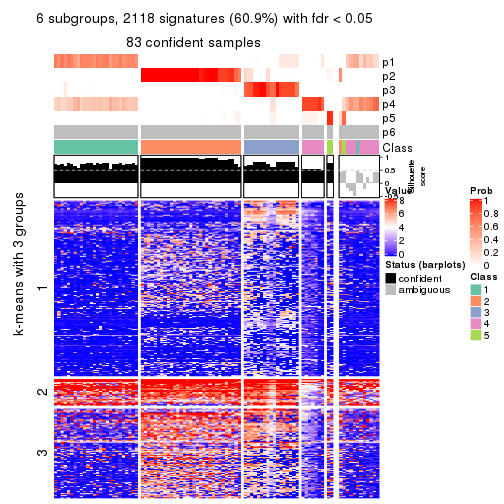 6 subgroups, 2118 signatures (60.9%) with fdr < 0.05
83 confident samples
p1
p2
p3
p4
p5
p6
Class
1
0.5
0
-0.5
Silhouette
score
k-means with 3 groups
1
2
3
Value
8
6
4
2
0
Status (barplots)
confident
ambiguous
Prob
1
0.8
0.6
0.4
0.2
0
Class
1
2
3
4
5